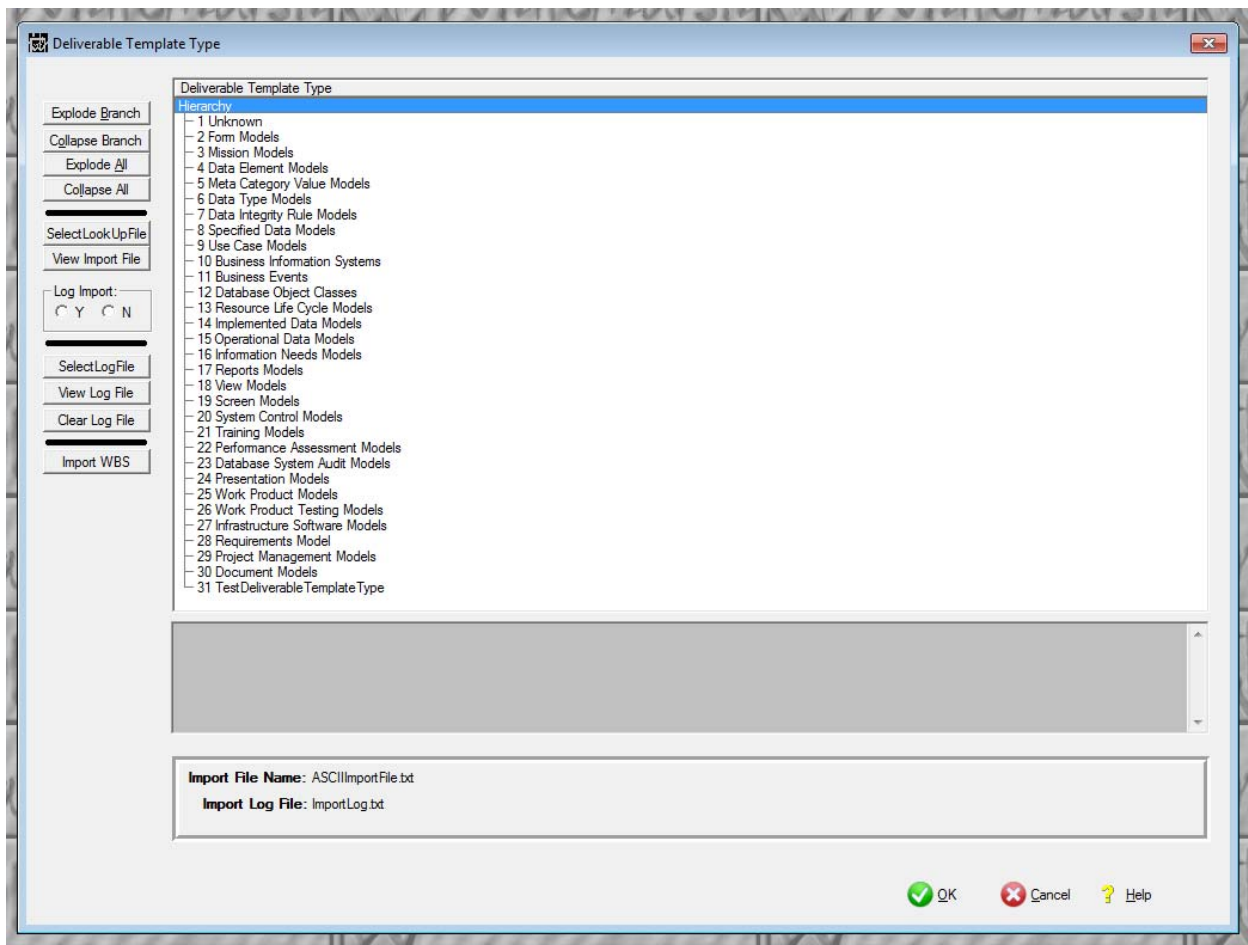 Deliverable Template Type
Deliverable Template Type
Hierarchy
1 Unknown
2 Form Models
3 Mission Models
4 Data Element Models
5 Meta Category Value Models
6 Data Type Models
7 Data Integrity Rule Models
8 Specified Data Models
9 Use Case Models
10 Business Information Systems
11 Business Events
12 Database Object Classes
13 Resource Life Cycle Models
14 Implemented Data Models
15 Operational Data Models
16 Information Needs Models
17 Reports Models
18 View Models
19 Screen Models
20 System Control Models
21 Training Models
22 Performance Assessment Models
23 Database System Audit Models
24 Presentation Models
25 Work Product Models
26 Work Product Testing Models
27 Infrastructure Software Models
28 Requirements Model
29 Project Management Models
30 Document Models
31 TestDeliverableTemplateType
Explode Branch
Collapse Branch
Explode All
Collapse All
SelectLookUpFile
View Import File
Log Import:
Y N
SelectLogFile
View Log File
Clear Log File
Import WBS
Import File Name: ASCIIImportFile.txt
Import Log File: ImportLog.txt
OK Cancel Help